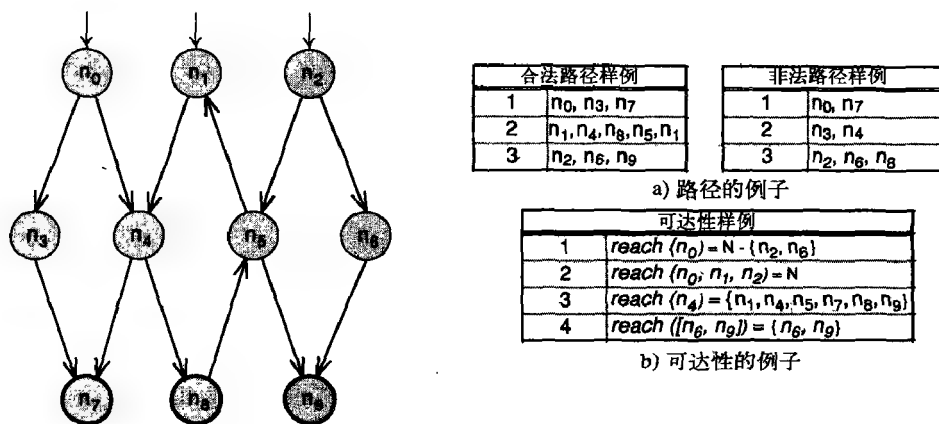 n₀ n₁ n₂
n₃ n₄ n₅ n₆
n₇ n₈ n₉
合法路径样例
1 n₀, n₃, n₇
2 n₁,n₄,n₈,n₅,n₁
3 n₂, n₆, n₉
非法路径样例
1 n₀, n₇
2 n₃, n₄
3 n₂, n₆, n₈
a) 路径的例子
可达性样例
1 reach (n₀) = N - {n₂, n₆}
2 reach (n₀, n₁, n₂) = N
3 reach (n₄) = {n₁, n₄, n₅, n₇, n₈, n₉}
4 reach ([n₆, n₉]) = {n₆, n₉}
b) 可达性的例子